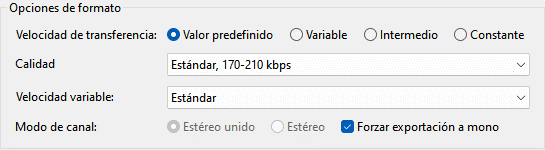 Opciones de formato
Velocidad de transferencia: Valor predefinido Variable Intermedio Constante
Calidad Estándar, 170-210 kbps
Velocidad variable: Estándar
Modo de canal: Estéreo unido Estéreo Forzar exportación a mono